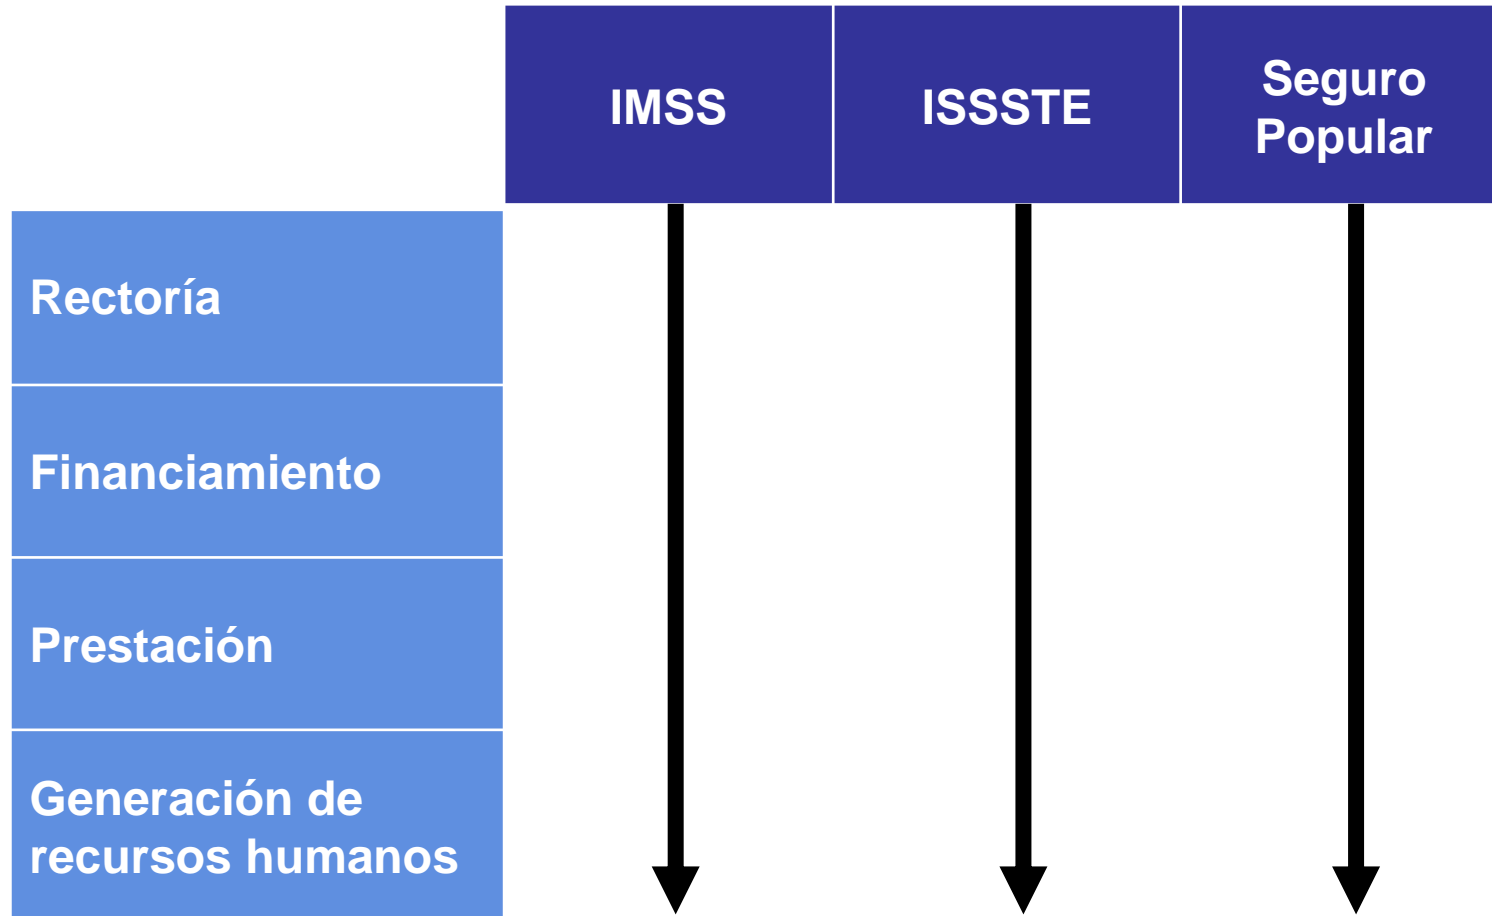 IMSS
ISSSTE
Seguro
Popular
Rectoría
Financiamiento
Prestación
Generación de
recursos humanos